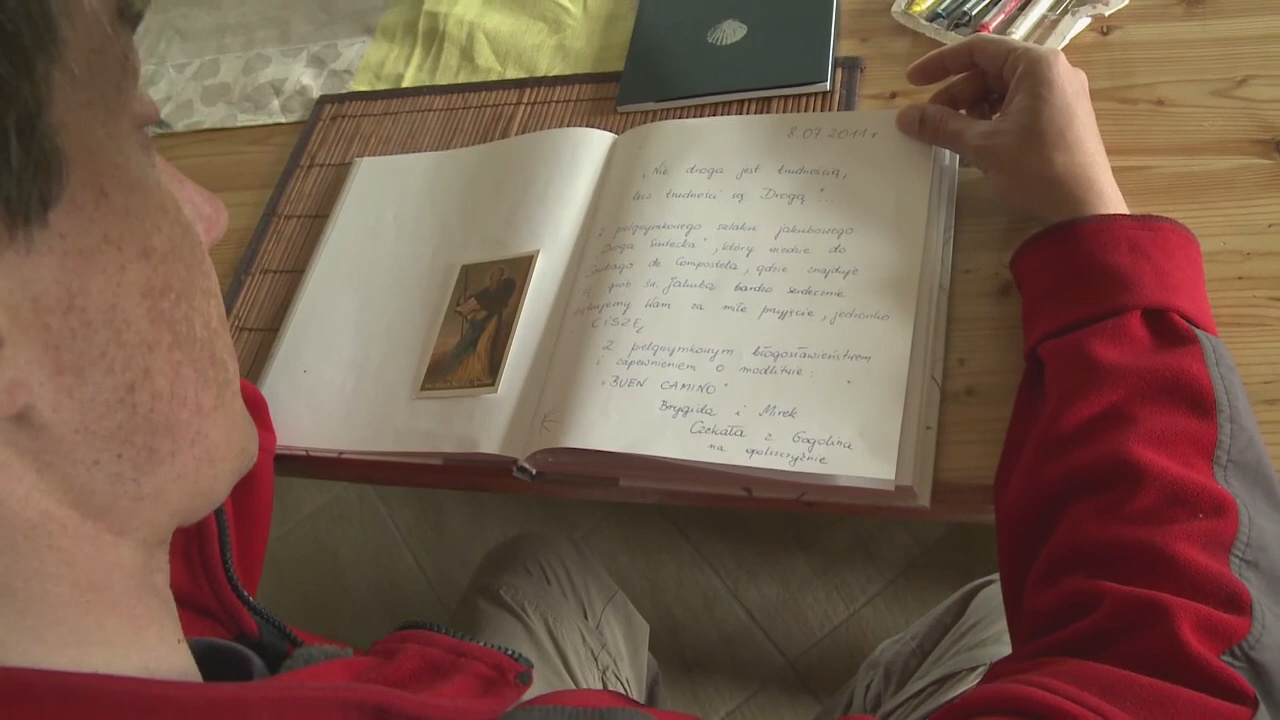 8.07.2011 r
„Nie droga jest trudnością,
lecz trudności są Drogą"...
z pielgrzymkowego szlaku jakubowego
„Droga Sudecka", który wiedzie do
Santiago de Compostela, gdzie znajduje
się grób św. Jakuba bardzo serdecznie
dziękujemy Wam za miłe przyjęcie,
CISZĘ
Z pielgrzymkowym błogosławieństwem
i zapewnieniem o modlitwie:
„BUEN CAMINO"
Brygida i Mirek
Czekała z Gogolina
na opolszczyźnie